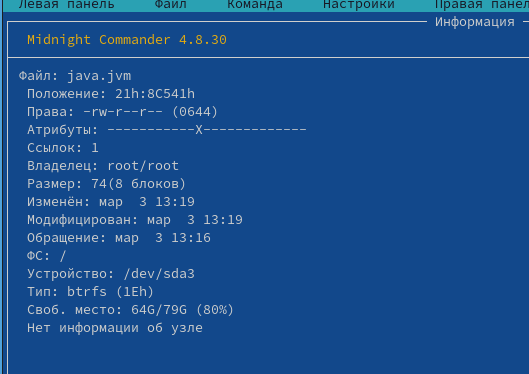 Левая панель Файл Команда Настройки Правая панел
Информация
Midnight Commander 4.8.30
Файл: java.jvm
Положение: 21h:8C541h
Права: -rw-r--r-- (0644)
Атрибуты: -----------X-------------
Ссылок: 1
Владелец: root/root
Размер: 74(8 блоков)
Изменён: мар  3 13:19
Модифицирован: мар  3 13:19
Обращение: мар  3 13:16
ФС: /
Устройство: /dev/sda3
Тип: btrfs (1Eh)
Своб. место: 64G/79G (80%)
Нет информации об узле